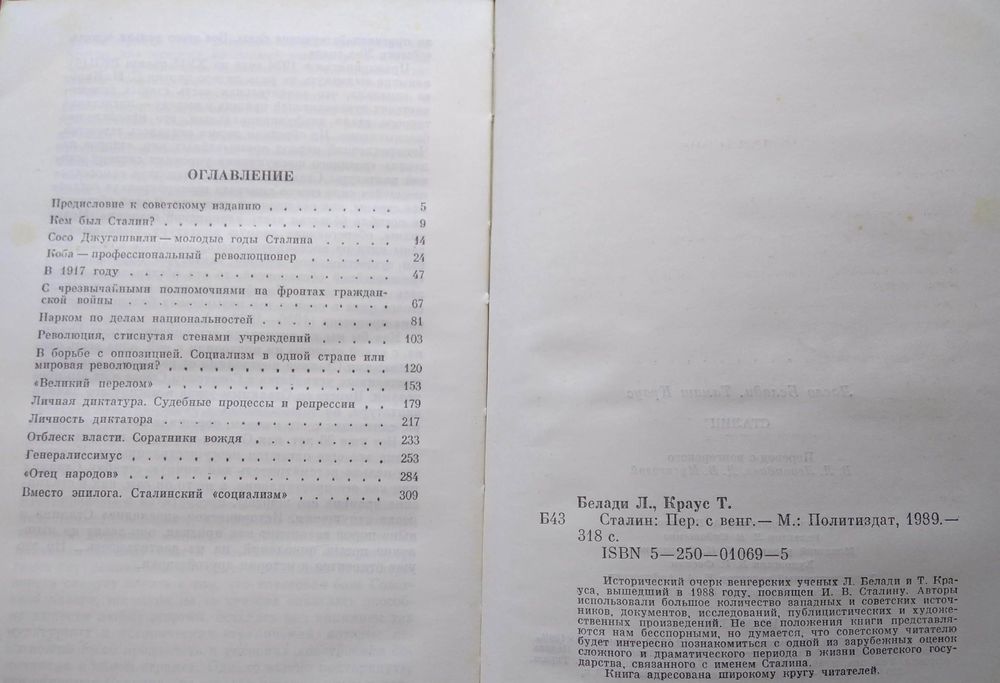 ОГЛАВЛЕНИЕ
Предисловие к советскому изданию . . . . . . . . . 5
Кем был Сталин? . . . . . . . . . . . . . . . . 9
Сосо Джугашвили — молодые годы Сталина . . . . . 14
Коба — профессиональный революционер . . . . . . 24
В 1917 году . . . . . . . . . . . . . . . . . . 47
С чрезвычайными полномочиями на фронтах граждан-
ской войны . . . . . . . . . . . . . . . . . . 67
Нарком по делам национальностей . . . . . . . . . 81
Революция, стиснутая стенами учреждений . . . . . 103
В борьбе с оппозицией. Социализм в одной стране или
мировая революция? . . . . . . . . . . . . . . . 120
«Великий перелом» . . . . . . . . . . . . . . . 153
Личная диктатура. Судебные процессы и репрессии . . 179
Личность диктатора . . . . . . . . . . . . . . . 217
Отблеск власти. Соратники вождя . . . . . . . . . 233
Генералиссимус . . . . . . . . . . . . . . . . . 253
«Отец народов» . . . . . . . . . . . . . . . . . 284
Вместо эпилога. Сталинский «социализм» . . . . . . 309
Белади Л., Краус Т.
Б43 Сталин: Пер. с венг.— М.: Политиздат, 1989.—
318 с.
ISBN 5—250—01069—5
Исторический очерк венгерских ученых Л. Белади и Т. Кра-
уса, вышедший в 1988 году, посвящен И. В. Сталину. Авторы
использовали большое количество западных и советских источ-
ников, документов, исследований, публицистических и художе-
ственных произведений. Не все положения книги представля-
ются нам бесспорными, но думается, что советскому читателю
будет интересно познакомиться с одной из зарубежных оценок
сложного и драматического периода в жизни Советского госу-
дарства, связанного с именем Сталина.
Книга адресована широкому кругу читателей.